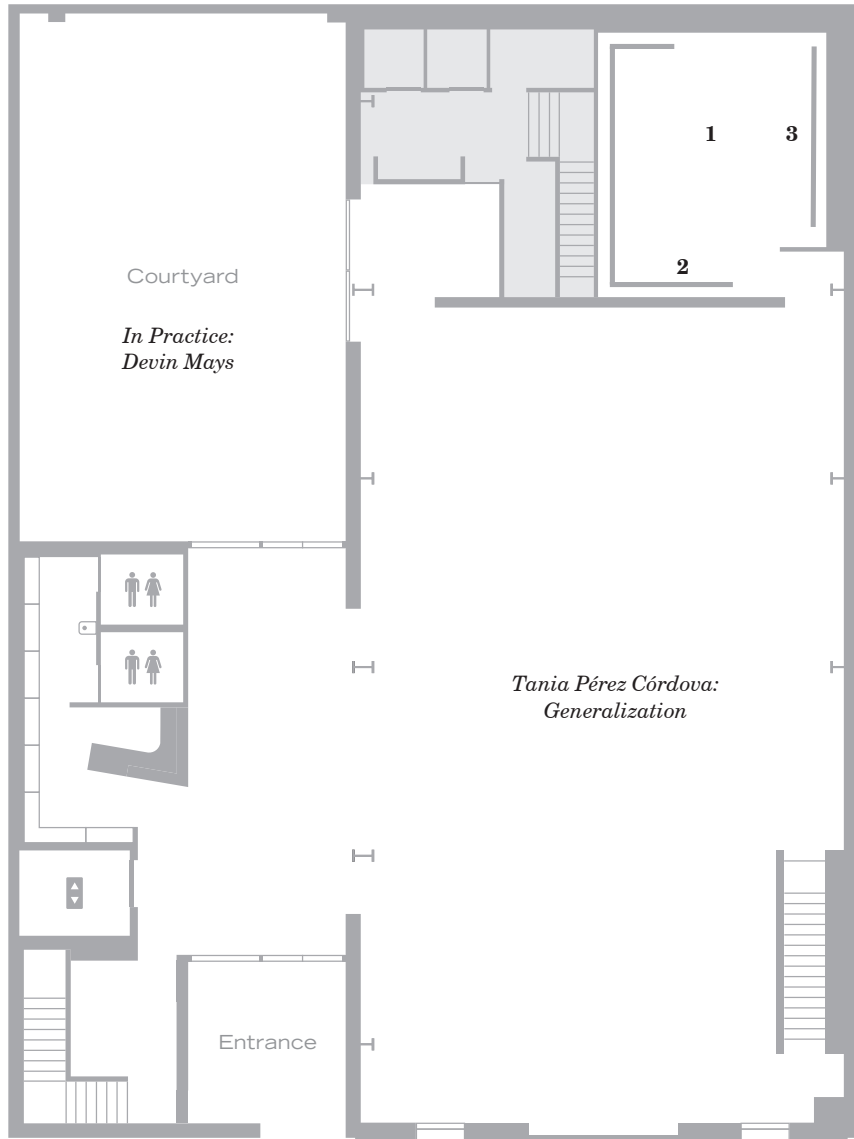 1
3
2
Courtyard
In Practice:
Devin Mays
Tania Pérez Córdova:
Generalization
Entrance